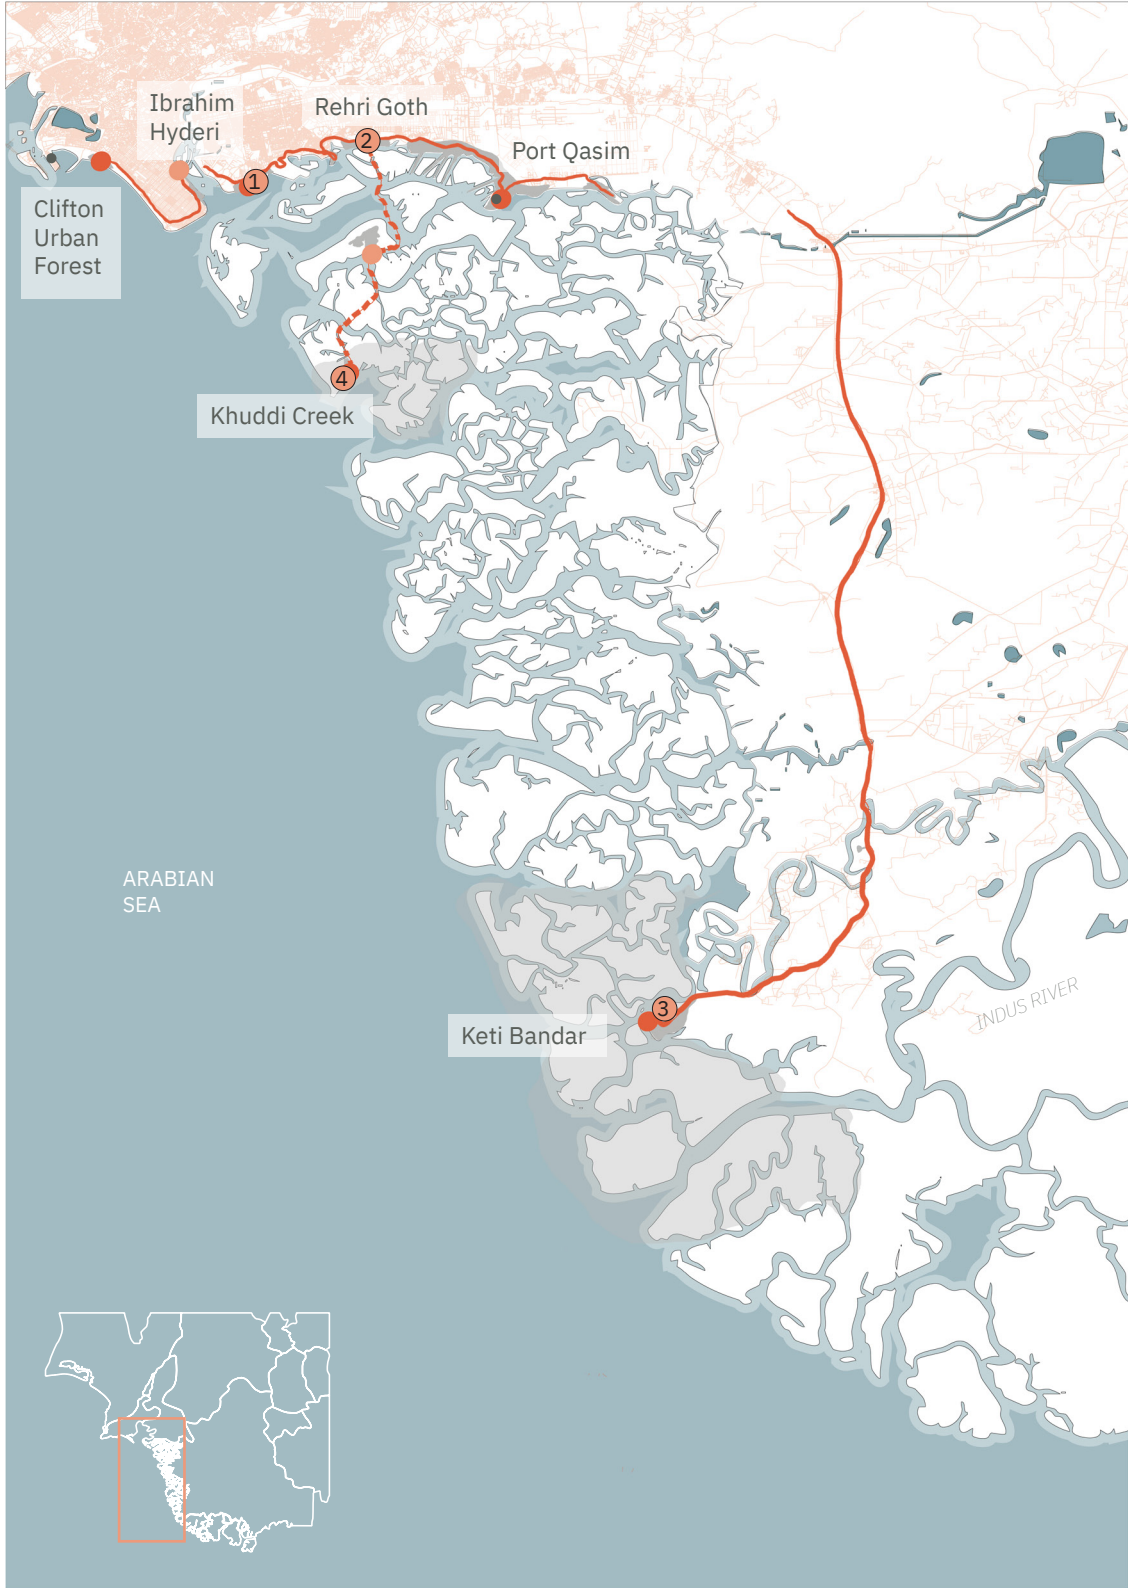 Ibrahim
Hyderi
Rehri Goth
2
Port Qasim
1
Clifton
Urban
Forest
4
Khuddi Creek
ARABIAN
SEA
INDUS RIVER
3
Keti Bandar